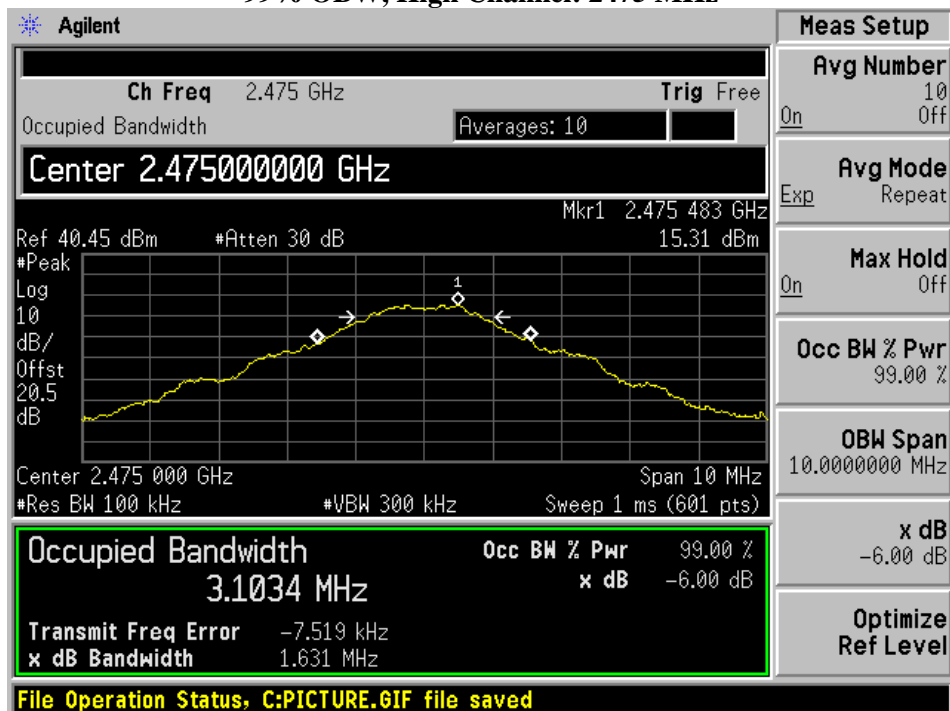 99% OBW, High Channel: 2475 MHz
Agilent
Ch Freq 2.475 GHz Trig Free
Occupied Bandwidth Averages: 10
Center 2.475000000 GHz
Mkr1 2.475 483 GHz
Ref 40.45 dBm #Atten 30 dB 15.31 dBm
#Peak
Log
10
dB/
Offst
20.5
dB
1
Center 2.475 000 GHz Span 10 MHz
#Res BW 100 kHz #VBW 300 kHz Sweep 1 ms (601 pts)
Occupied Bandwidth Occ BW % Pwr 99.00 %
3.1034 MHz x dB -6.00 dB
Transmit Freq Error -7.519 kHz
x dB Bandwidth 1.631 MHz
File Operation Status, C:PICTURE.GIF file saved
Meas Setup
Avg Number
10
On Off
Avg Mode
Exp Repeat
Max Hold
On Off
Occ BW % Pwr
99.00 %
OBW Span
10.0000000 MHz
x dB
-6.00 dB
Optimize
Ref Level